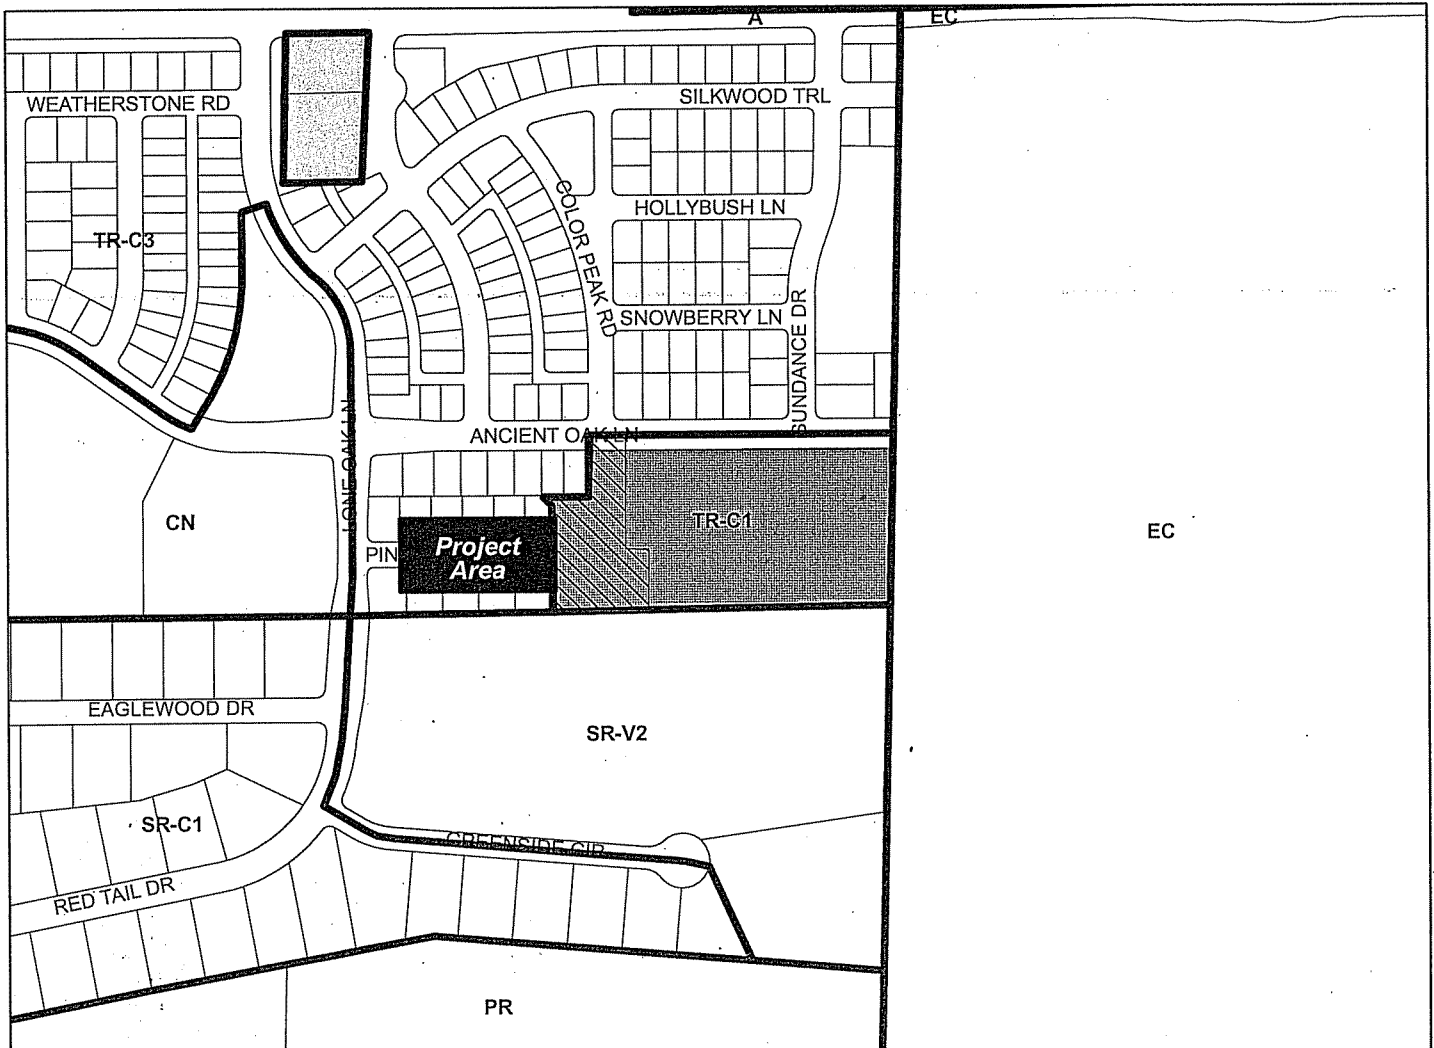 A
EC
WEATHERSTONE RD
SILKWOOD TRL
COLOR PEAK RD
HOLLYBUSH LN
TR-C3
SNOWBERRY LN
SUNDANCE DR
LONE OAK LN
ANCIENT OAK LN
CN
TR-C1
EC
PIN
Project
Area
EAGLEWOOD DR
SR-V2
SR-C1
GREENSIDE CIR
RED TAIL DR
PR